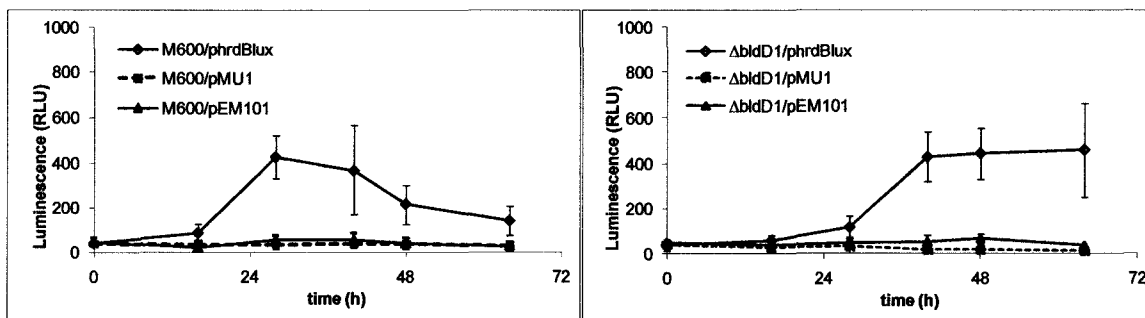 1000
800
600
400
200
0
Luminescence (RLU)
M600/phrdBlux
M600/pMU1
M600/pEM101
0 24 48 72
time (h)
1000
800
600
400
200
0
Luminescence (RLU)
ΔbldD1/phrdBlux
ΔbldD1/pMU1
ΔbldD1/pEM101
0 24 48 72
time (h)